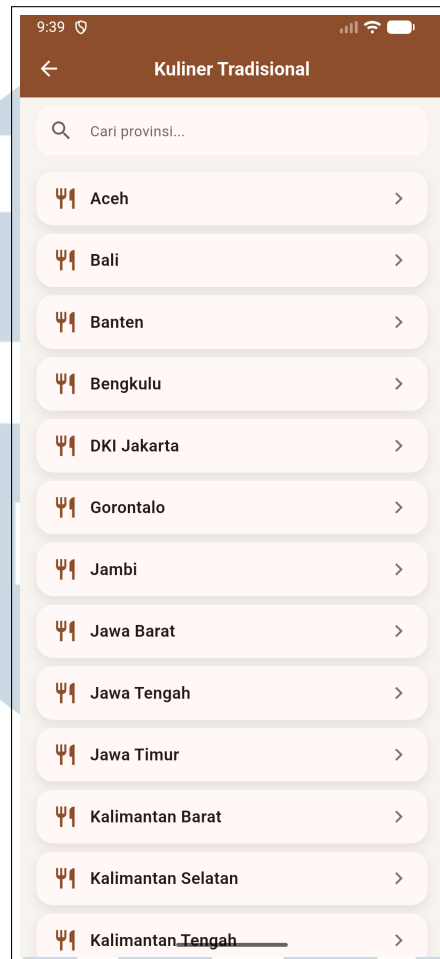 9:39
Kuliner Tradisional
Cari provinsi...
Aceh
Bali
Banten
Bengkulu
DKI Jakarta
Gorontalo
Jambi
Jawa Barat
Jawa Tengah
Jawa Timur
Kalimantan Barat
Kalimantan Selatan
Kalimantan Tengah